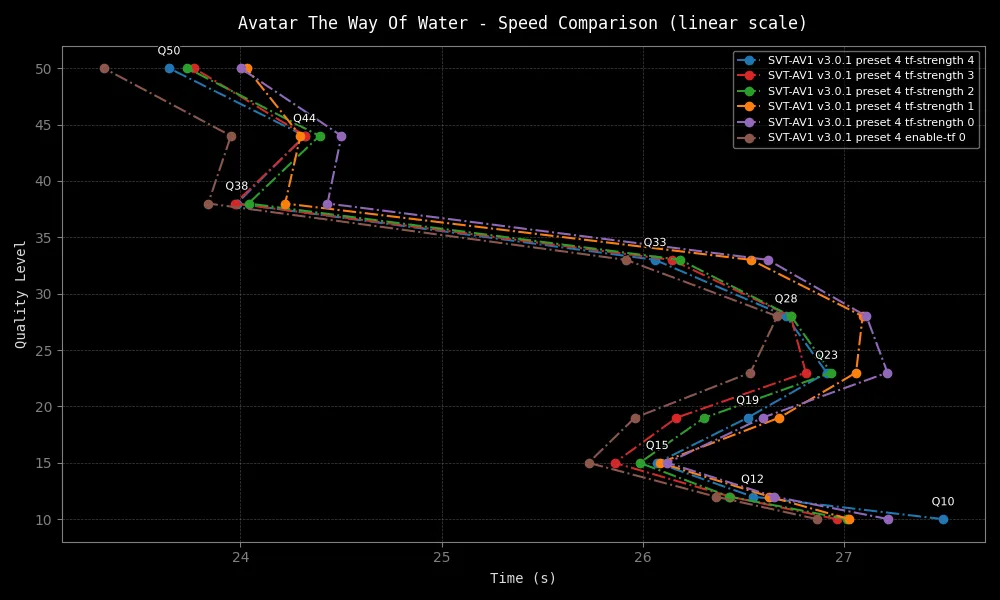 Avatar The Way Of Water - Speed Comparison (linear scale)
SVT-AV1 v3.0.1 preset 4 tf-strength 4
SVT-AV1 v3.0.1 preset 4 tf-strength 3
SVT-AV1 v3.0.1 preset 4 tf-strength 2
SVT-AV1 v3.0.1 preset 4 tf-strength 1
SVT-AV1 v3.0.1 preset 4 tf-strength 0
SVT-AV1 v3.0.1 preset 4 enable-tf 0
Quality Level
50
45
40
35
30
25
20
15
10
Q50
Q44
Q38
Q33
Q28
Q23
Q19
Q15
Q12
Q10
24
25
26
27
Time (s)